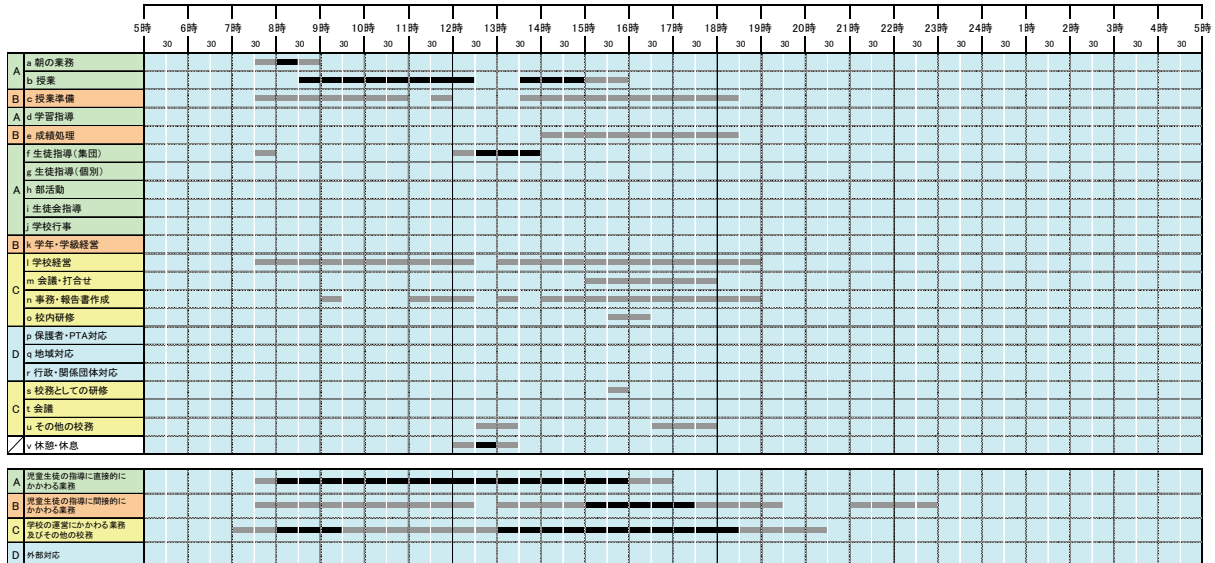 5時 6時 7時 8時 9時 10時 11時 12時 13時 14時 15時 16時 17時 18時 19時 20時 21時 22時 23時 24時 1時 2時 3時 4時 5時
30 30 30 30 30 30 30 30 30 30 30 30 30 30 30 30 30 30 30 30 30 30 30 30
A
a 朝の業務
b 授業
B c 授業準備
A d 学習指導
B e 成績処理
A
f 生徒指導(集団)
g 生徒指導(個別)
h 部活動
i 生徒会指導
j 学校行事
B k 学年・学級経営
C
l 学校経営
m 会議・打合せ
n 事務・報告書作成
o 校内研修
D
p 保護者・PTA対応
q 地域対応
r 行政・関係団体対応
C
s 校務としての研修
t 会議
u その他の校務
v 休憩・休息
A 児童生徒の指導に直接的に
かかわる業務
B 児童生徒の指導に間接的に
かかわる業務
C 学校の運営にかかわる業務
及びその他の校務
D 外部対応